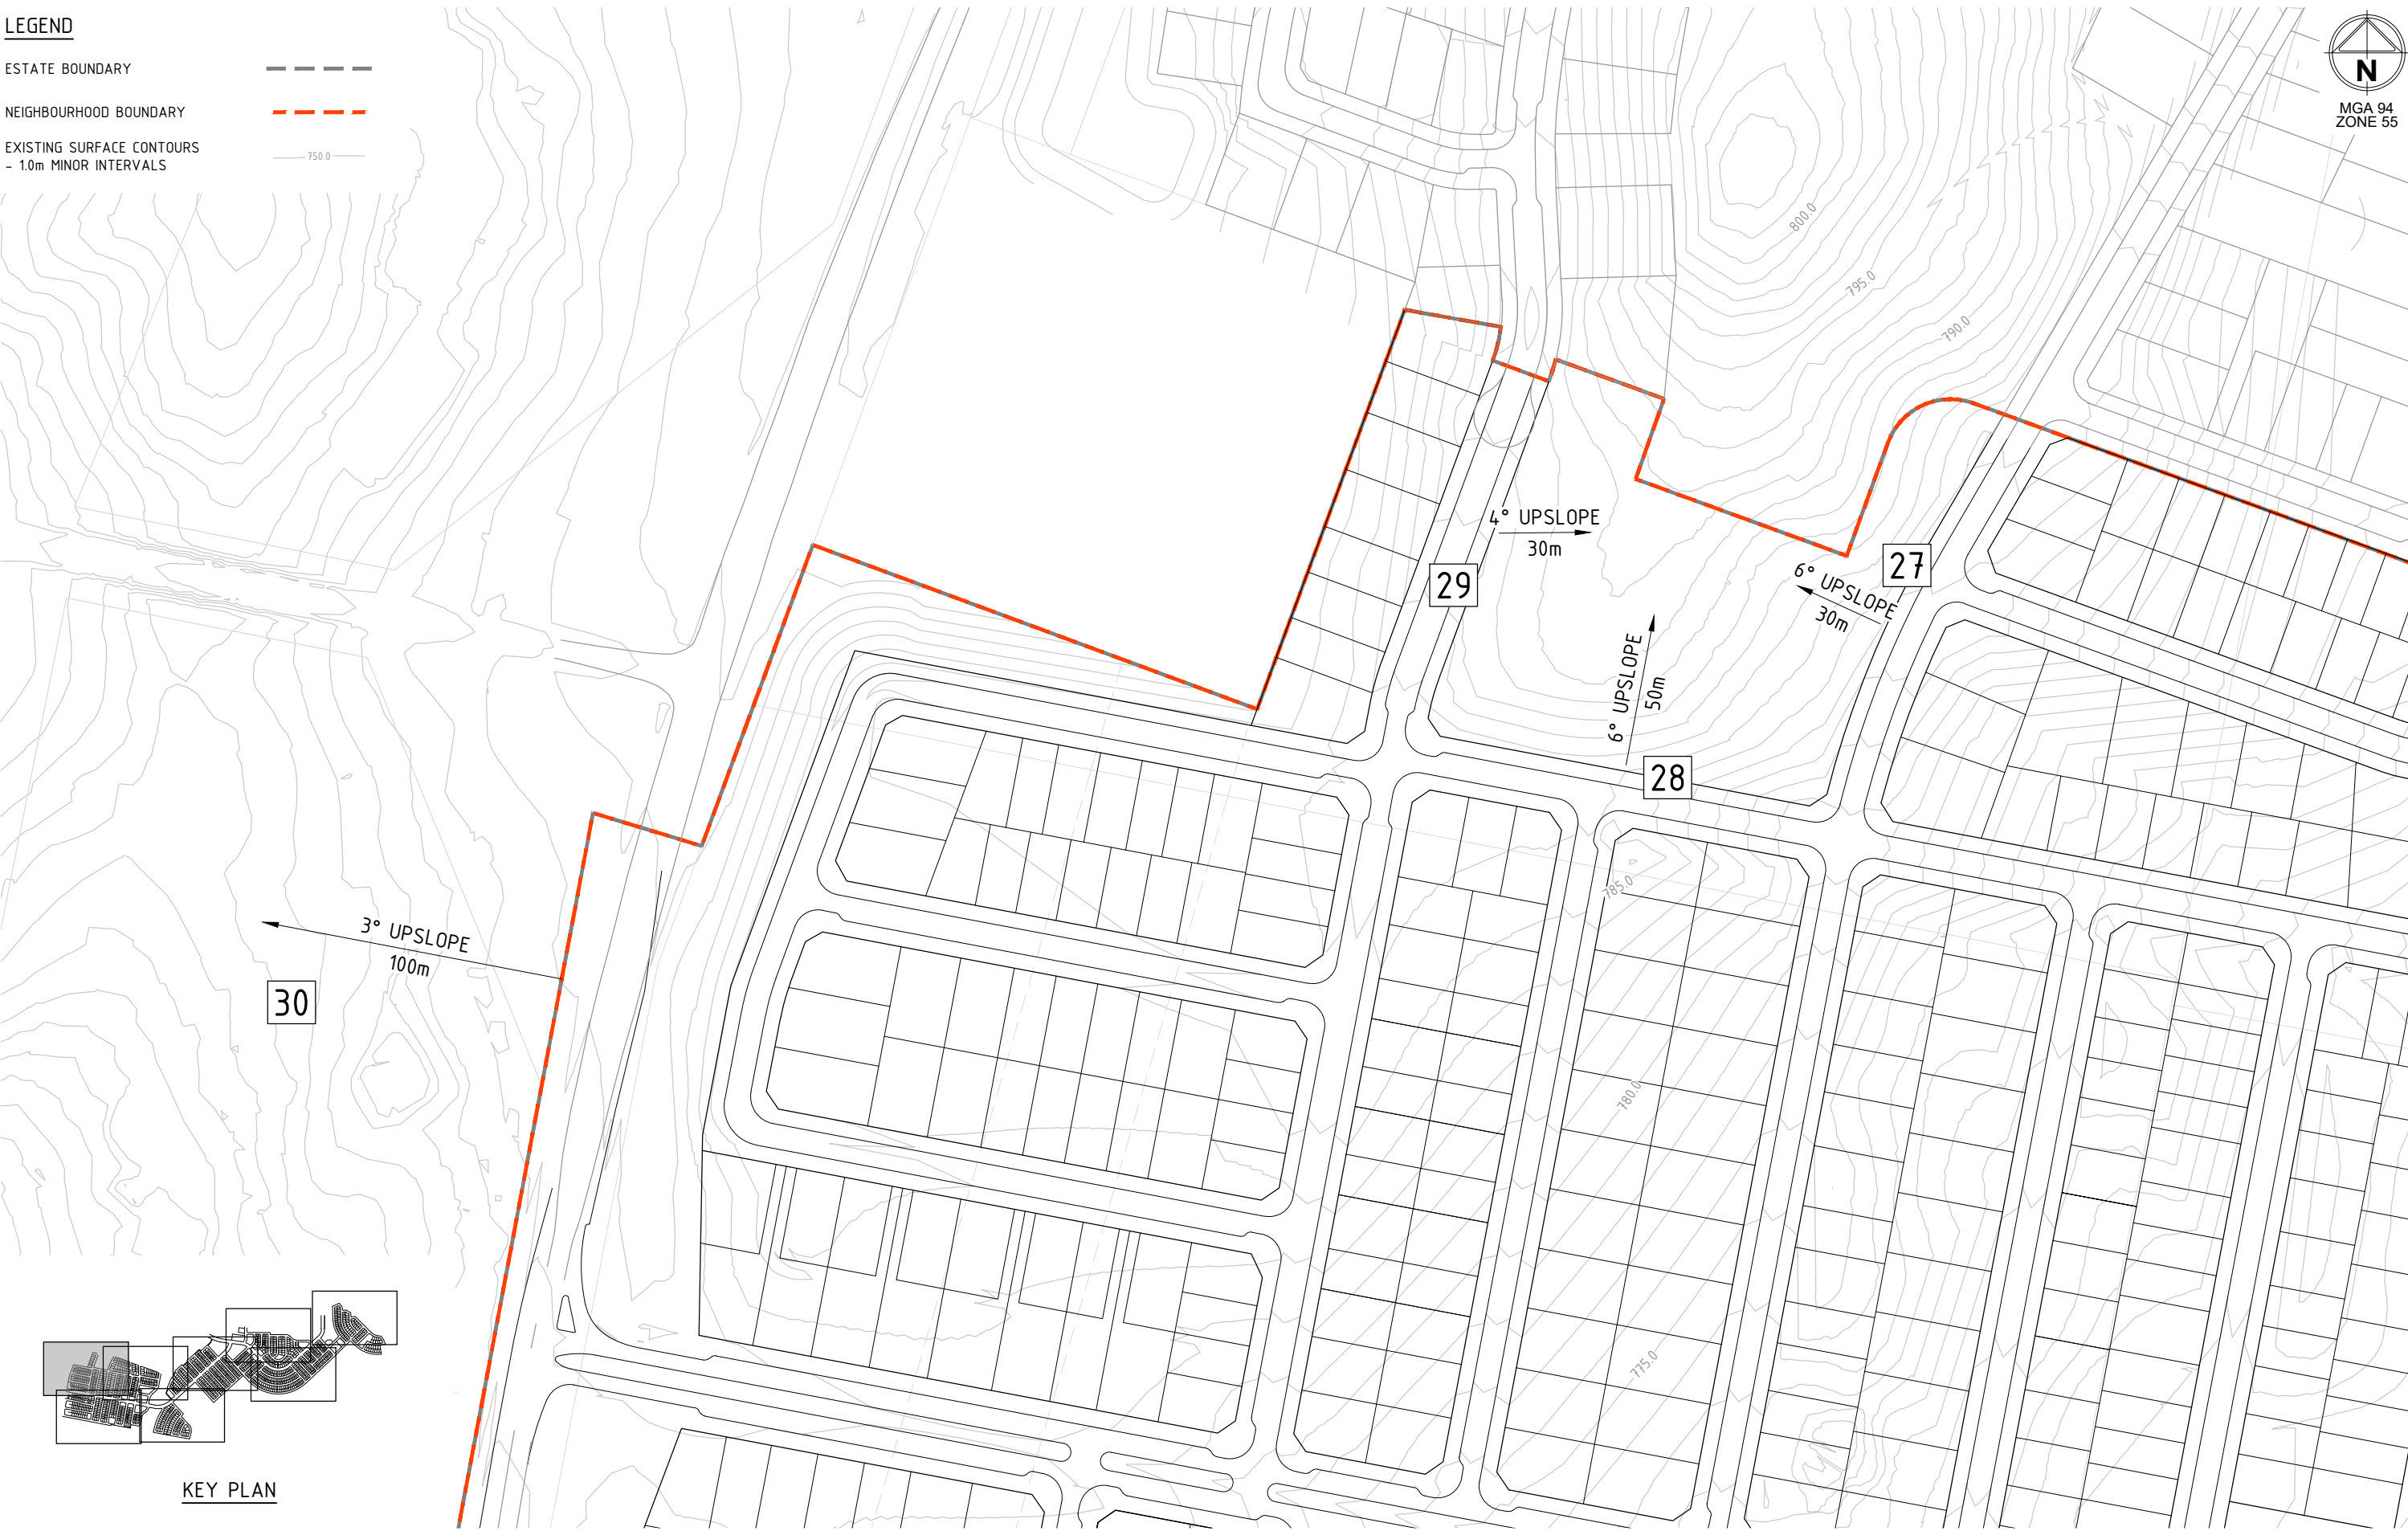 LEGEND
ESTATE BOUNDARY
NEIGHBOURHOOD BOUNDARY
EXISTING SURFACE CONTOURS
- 1.0m MINOR INTERVALS
750.0
N
MGA 94
ZONE 55
800.0
795.0
790.0
4° UPSLOPE
30m
29
27
6° UPSLOPE
30m
6° UPSLOPE
50m
28
785.0
3° UPSLOPE
100m
30
780.0
775.0
KEY PLAN